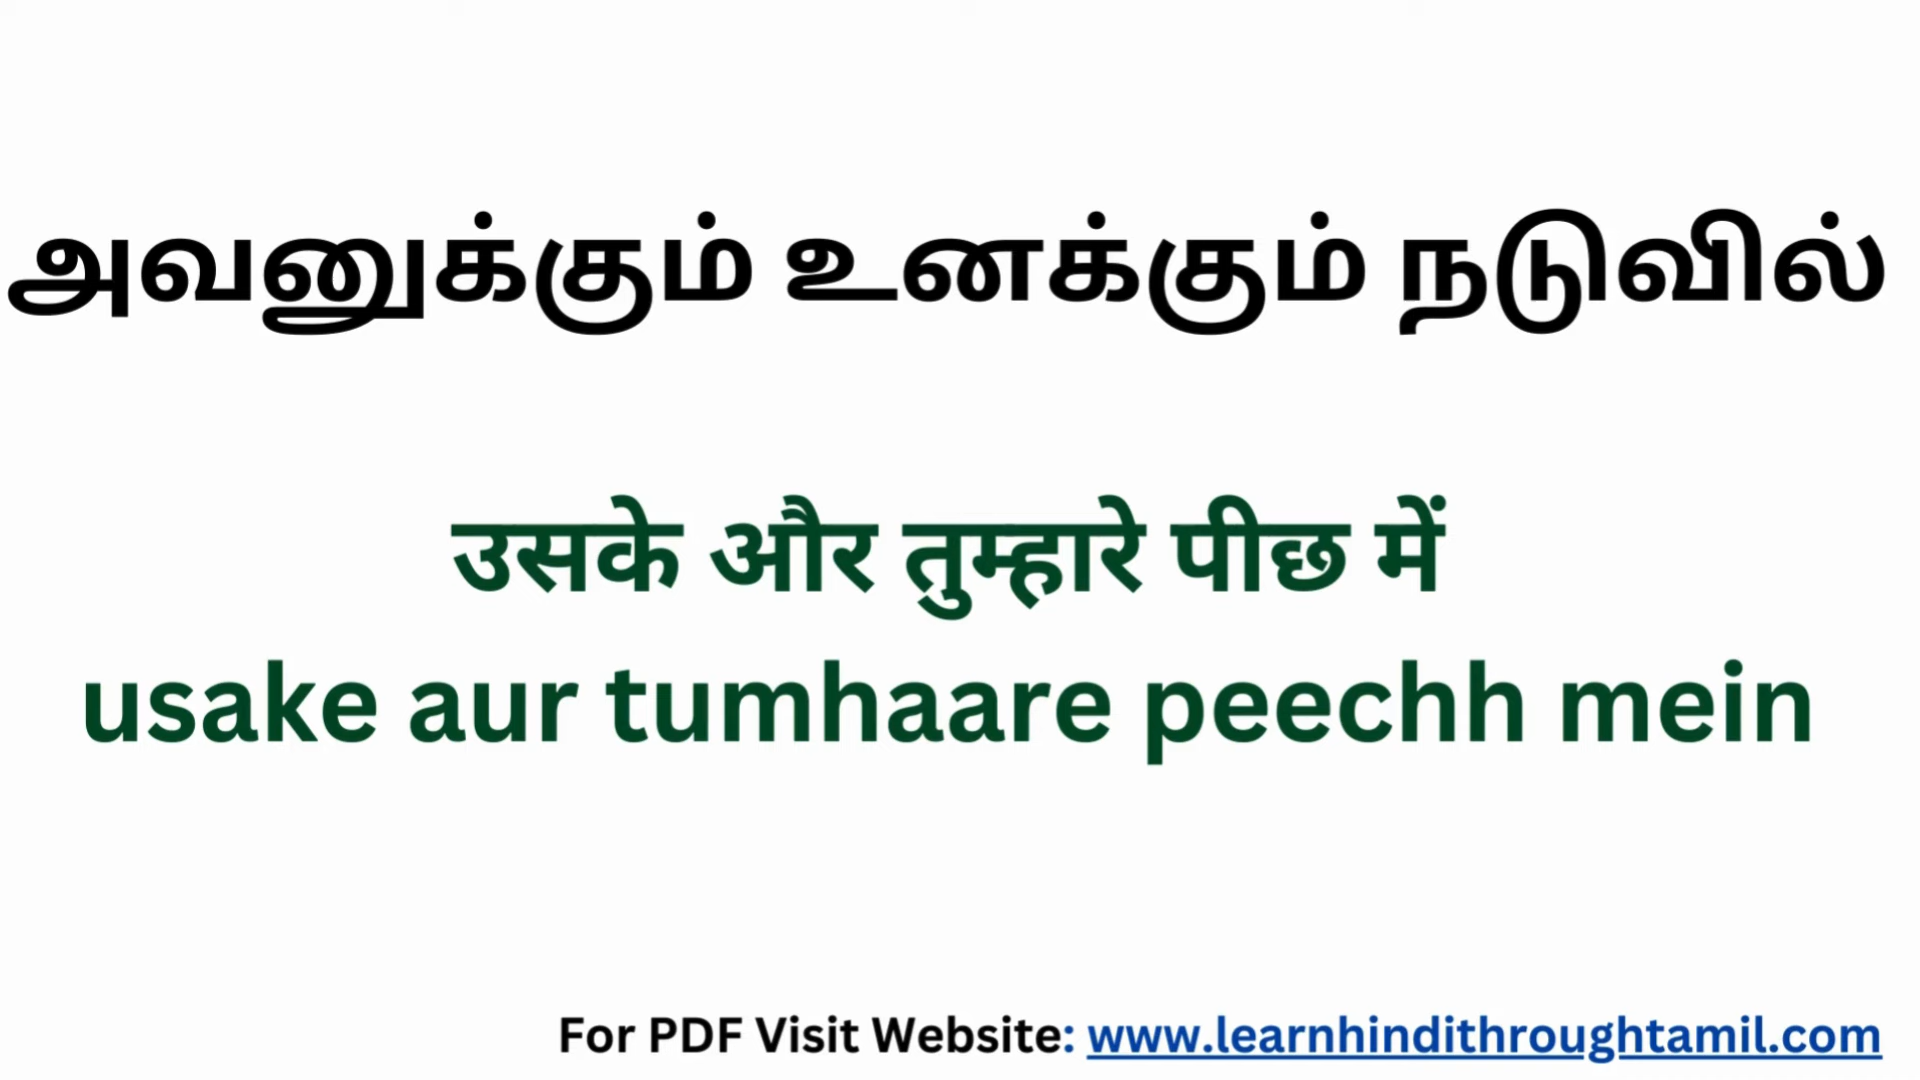 அவனுக்கும் உனக்கும் நடுவில்
उसके और तुम्हारे पीछ में
usake aur tumhaare peechh mein
For PDF Visit Website: www.learnhindithroughtamil.com